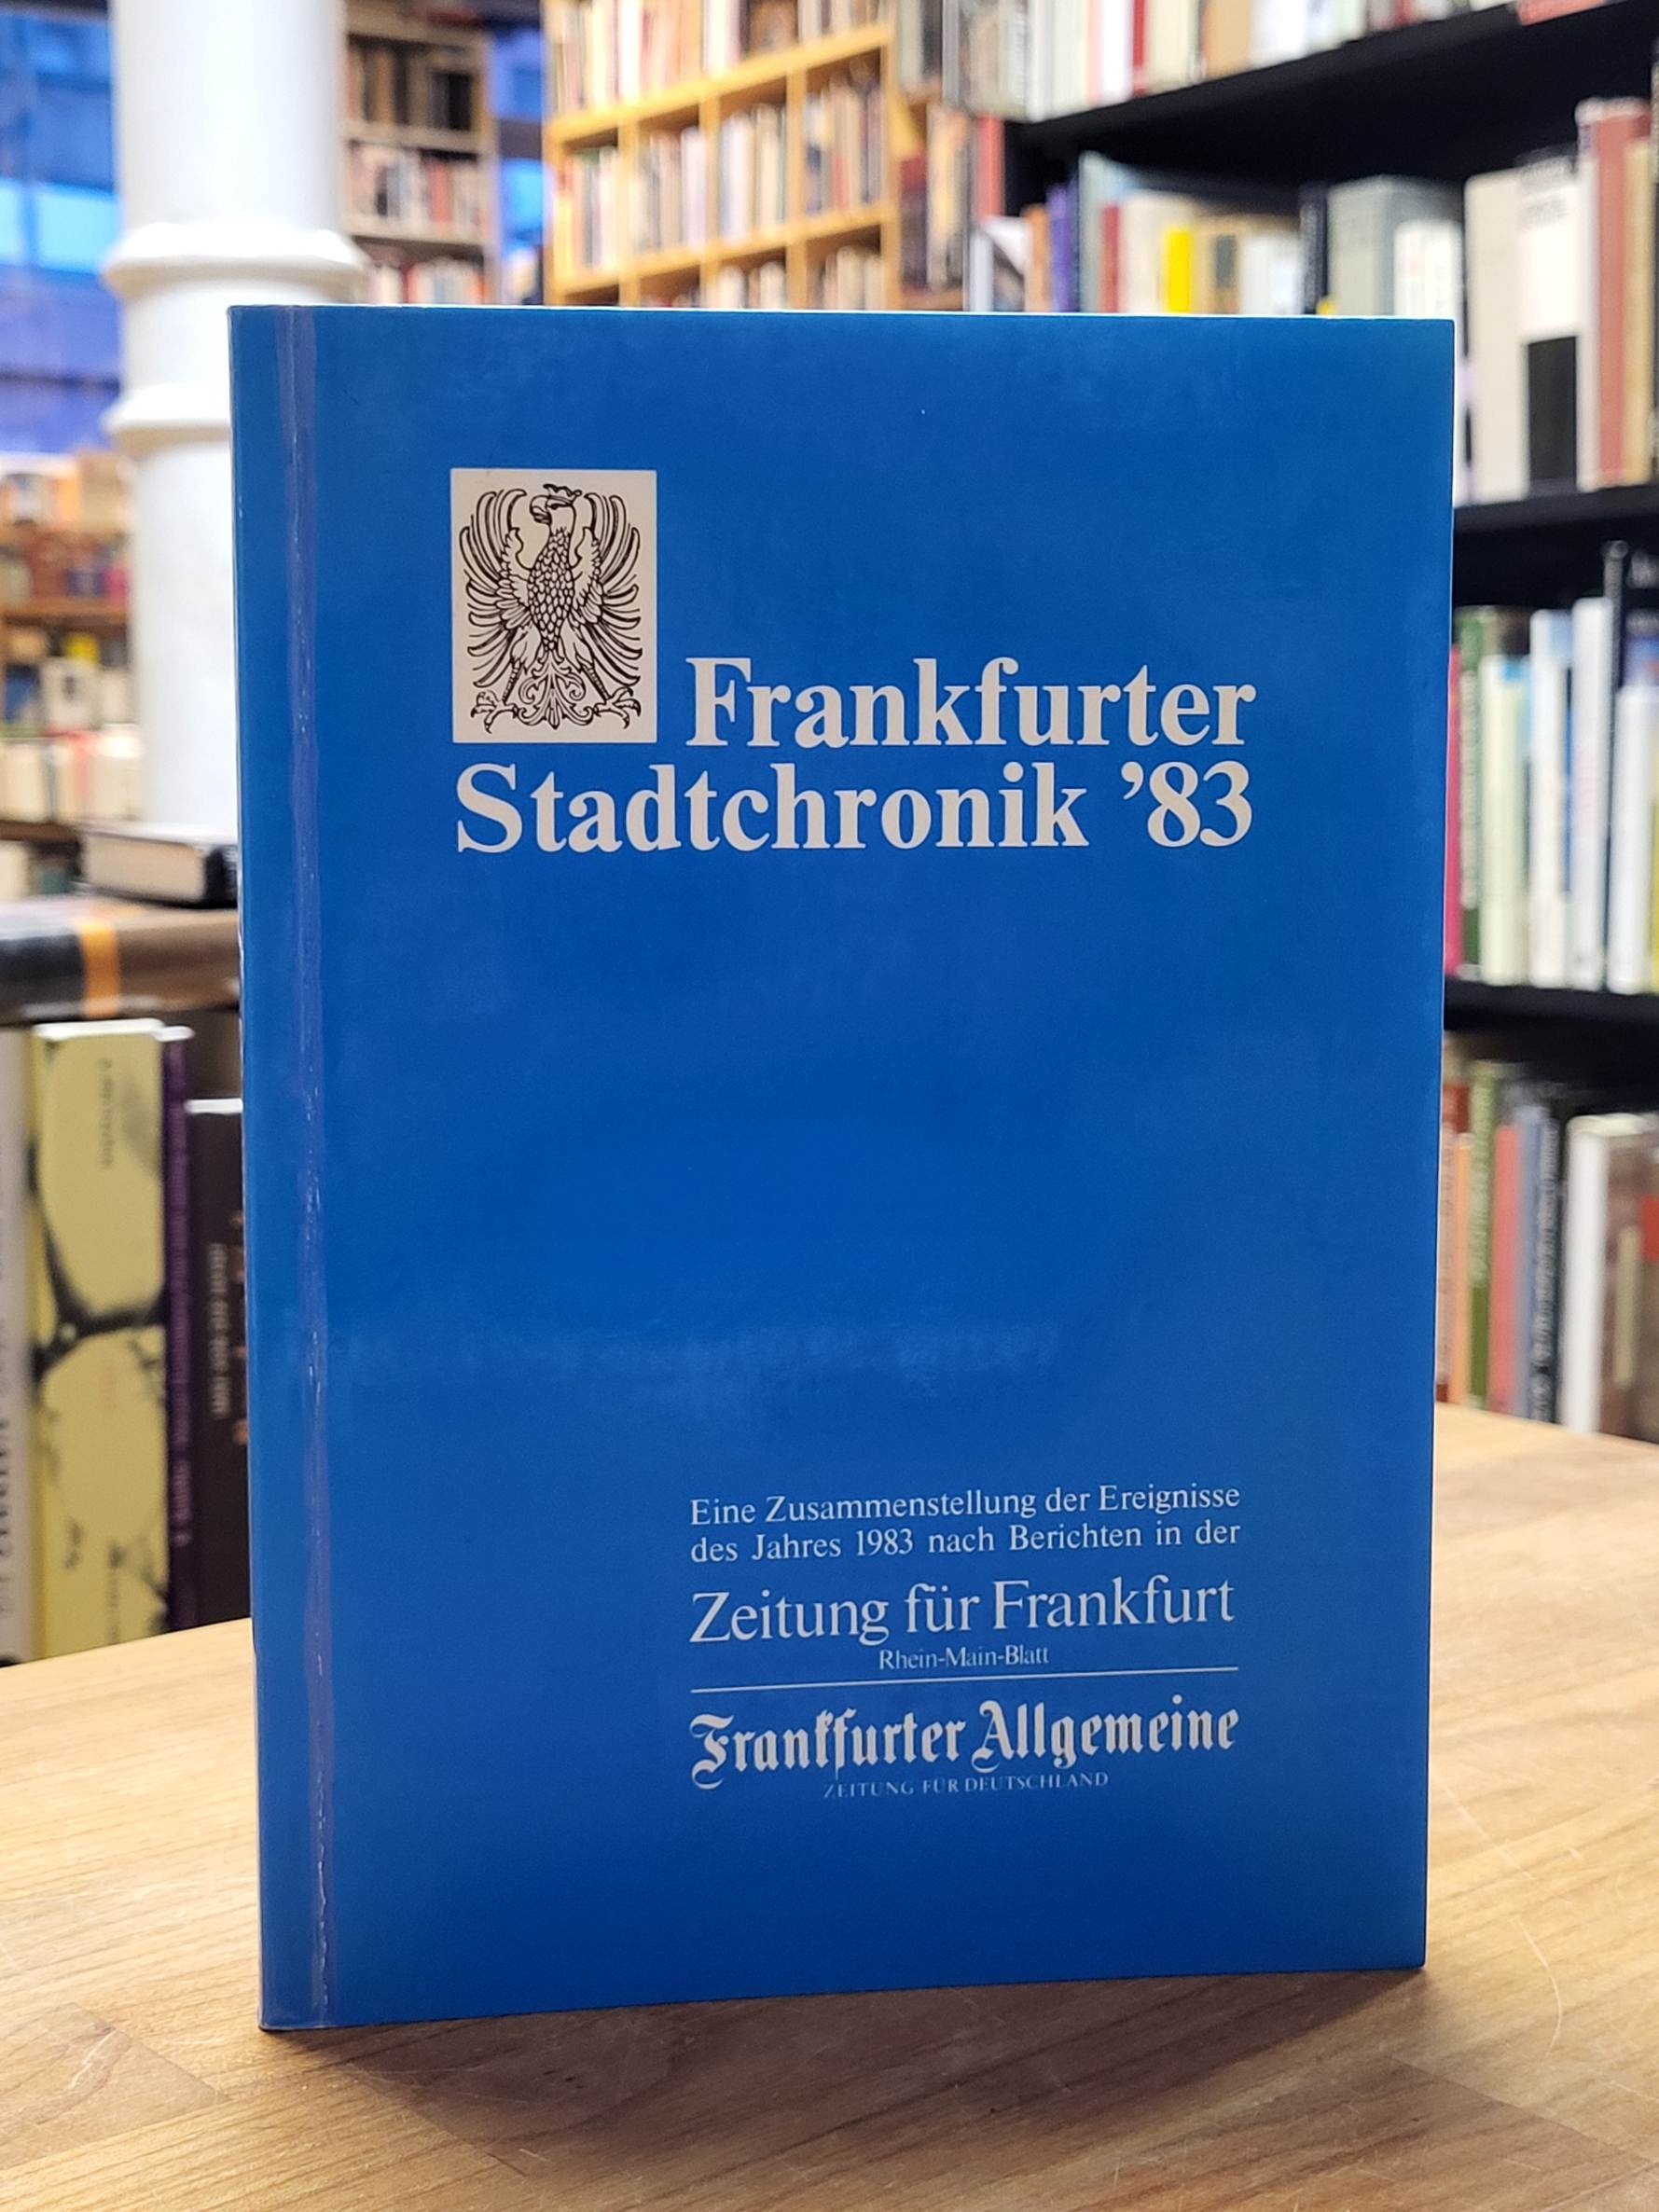 Frankfurter
Stadtchronik ’83
Eine Zusammenstellung der Ereignisse
des Jahres 1983 nach Berichten in der
Zeitung für Frankfurt
Rhein-Main-Blatt
Frankfurter Allgemeine
ZEITUNG FÜR DEUTSCHLAND